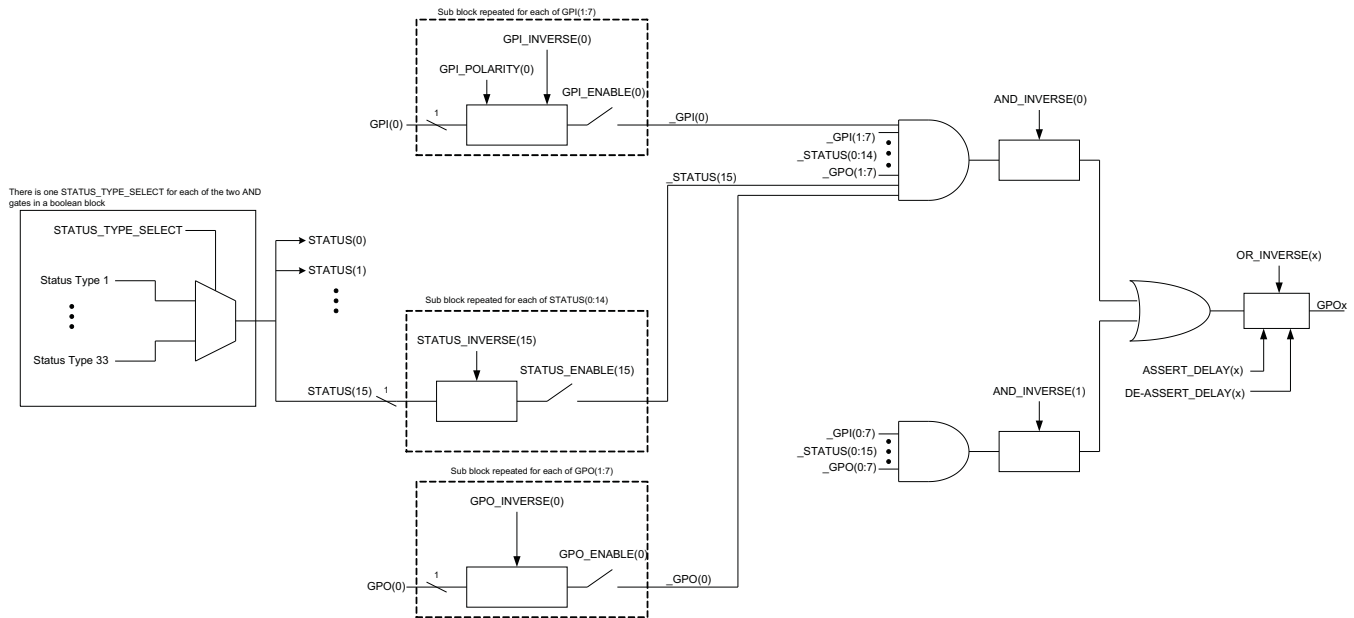 Sub block repeated for each of GPI(1:7)
GPI_INVERSE(0)
GPI_POLARITY(0)
GPI_ENABLE(0)
GPI(0)
1
_GPI(0)
AND_INVERSE(0)
_GPI(1:7)
_STATUS(0:14)
_GPO(1:7)
_STATUS(15)
There is one STATUS_TYPE_SELECT for each of the two AND
gates in a boolean block
STATUS_TYPE_SELECT
Status Type 1
Status Type 33
STATUS(0)
STATUS(1)
OR_INVERSE(x)
GPOx
ASSERT_DELAY(x)
DE-ASSERT_DELAY(x)
Sub block repeated for each of STATUS(0:14)
STATUS_INVERSE(15)
STATUS_ENABLE(15)
STATUS(15)
1
AND_INVERSE(1)
_GPI(0:7)
_STATUS(0:15)
_GPO(0:7)
Sub block repeated for each of GPO(1:7)
GPO_INVERSE(0)
GPO_ENABLE(0)
GPO(0)
1
_GPO(0)